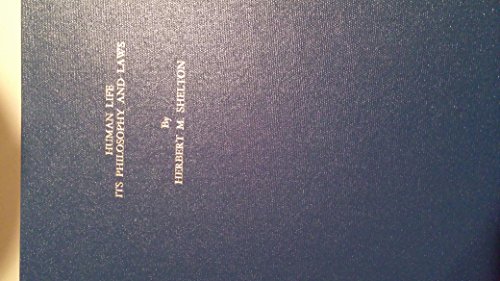 HUMAN LIFE
ITS PHILOSOPHY AND LAWS
By
HERBERT M. SHELTON